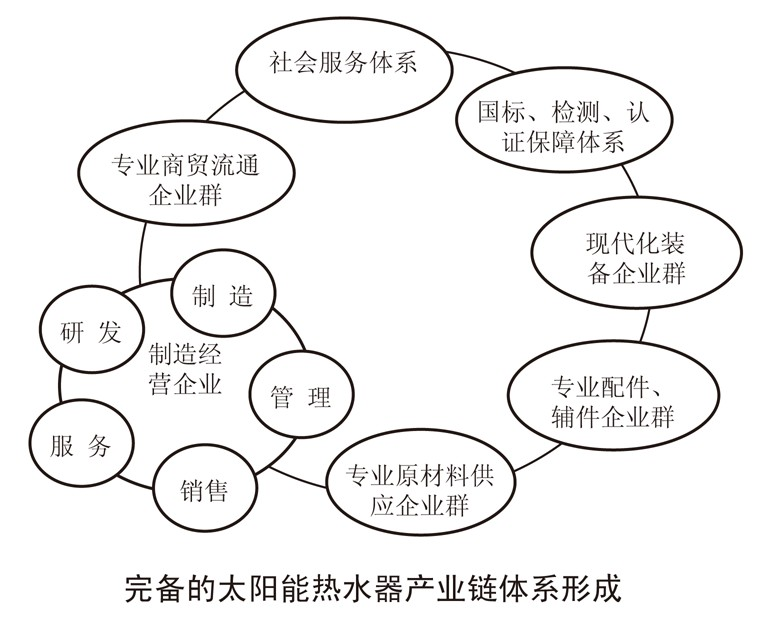 社会服务体系
国标、检测、认
证保障体系
专业商贸流通
企业群
现代化装
备企业群
制 造
研 发
制造经
营企业
管 理
专业配件、
辅件企业群
服 务
销售
专业原材料供
应企业群
完备的太阳能热水器产业链体系形成